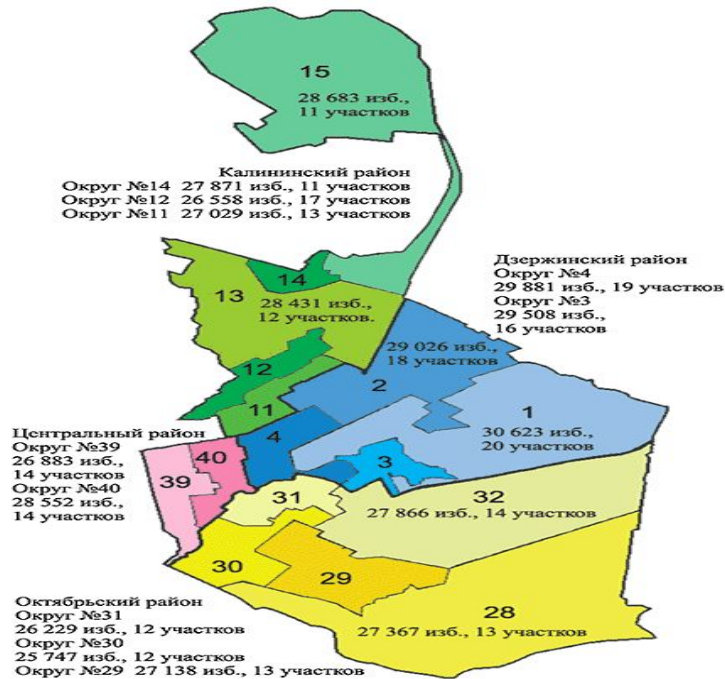 15
28 683 изб.,
11 участков
Калининский район
Округ №14 27 871 изб., 11 участков
Округ №12 26 558 изб., 17 участков
Округ №11 27 029 изб., 13 участков
Дзержинский район
Округ №4
29 881 изб., 19 участков
Округ №3
29 508 изб.,
16 участков
14
13
28 431 изб.,
12 участков.
29 026 изб.,
18 участков
12
2
11
1
30 623 изб.,
20 участков
4
3
Центральный район
Округ №39
26 883 изб.,
14 участков
Округ №40
28 552 изб.,
14 участков
40
39
31
32
27 866 изб., 14 участков
30
29
28
27 367 изб., 13 участков
Октябрьский район
Округ №31
26 229 изб., 12 участков
Округ №30
25 747 изб., 12 участков
Округ №29 27 138 изб., 13 участков